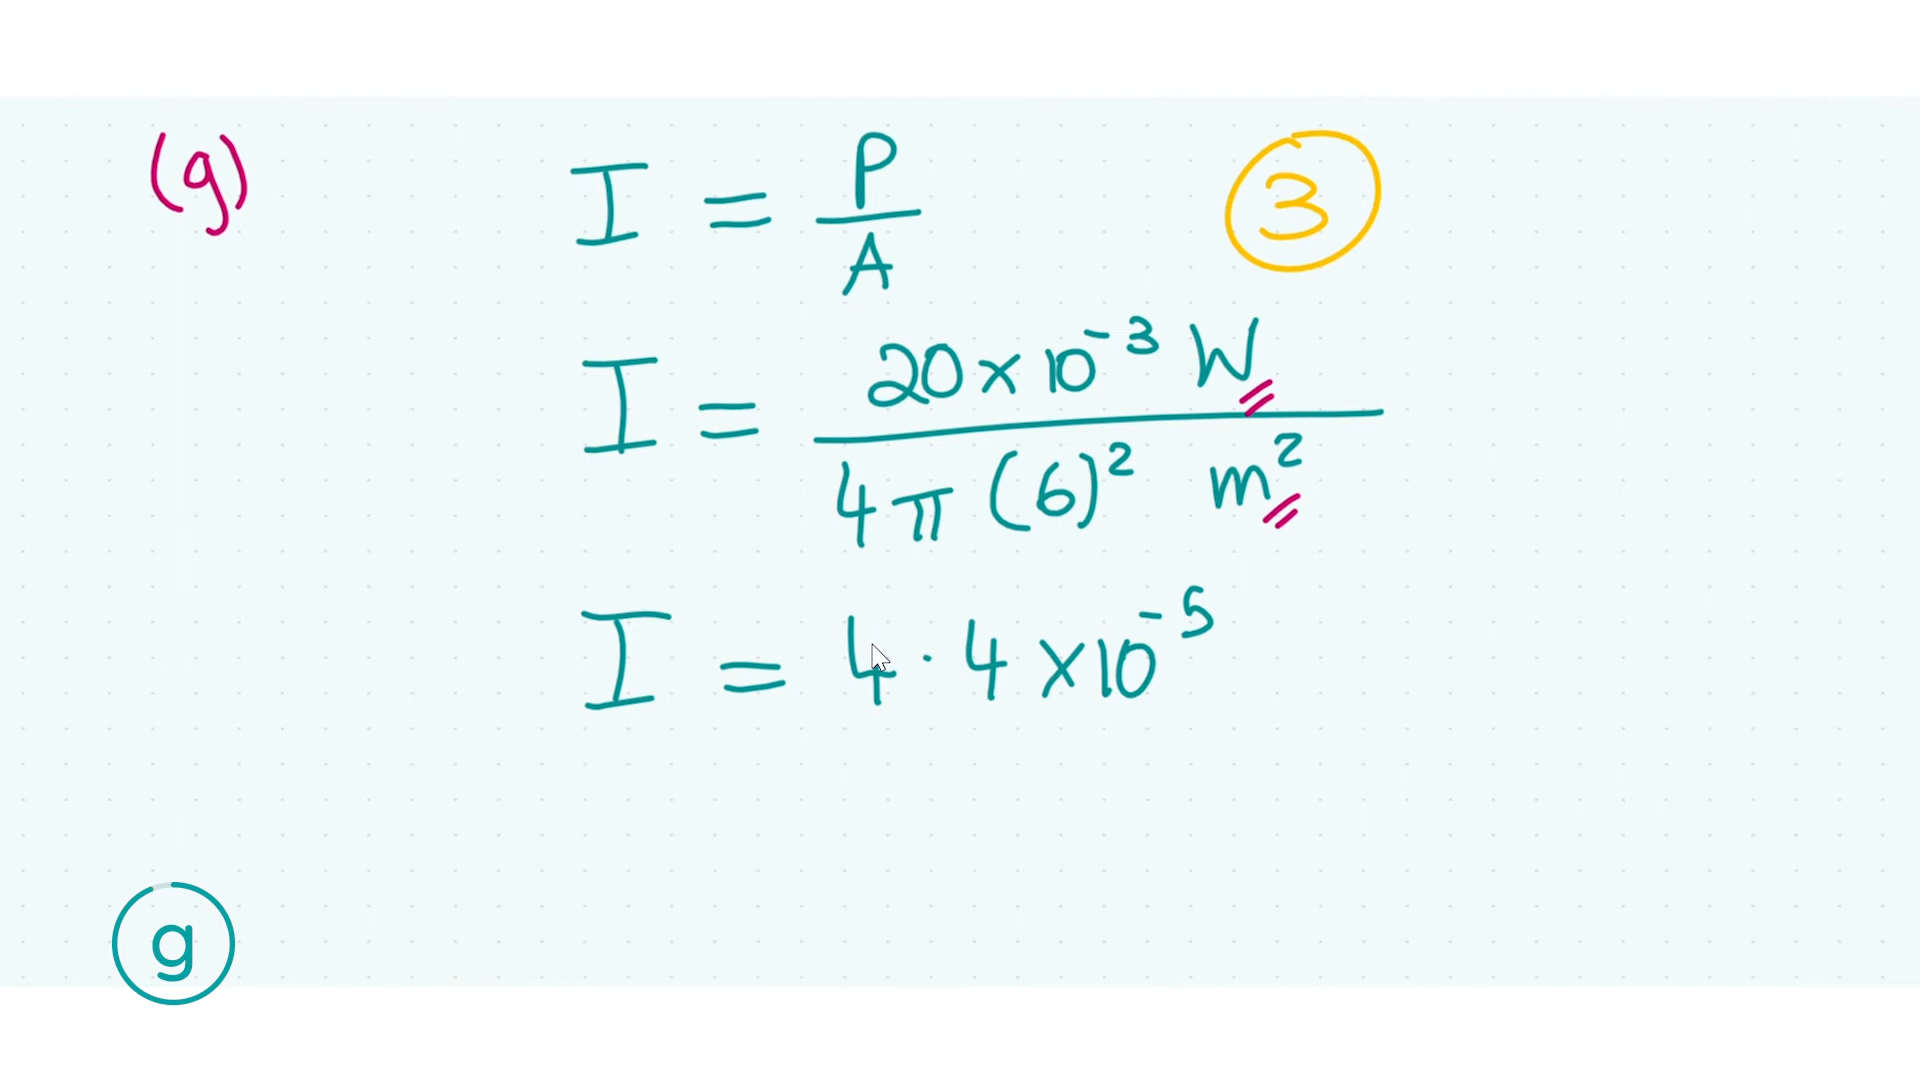 (g)
I = P/A
③
I = 20 × 10⁻³ W / 4π (6)² m²
I = 4·4 ×10⁻⁵
g